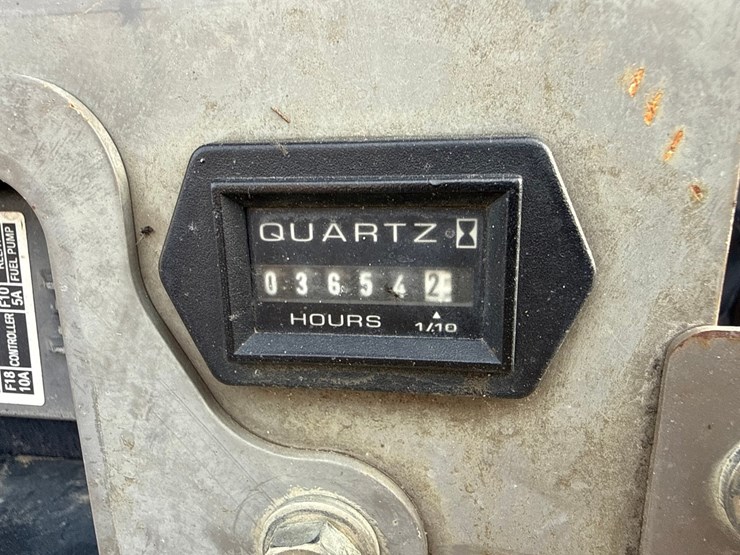 QUARTZ
036542
HOURS 1/10
F10 FUEL PUMP
5A
F18 CONTROLLER
10A